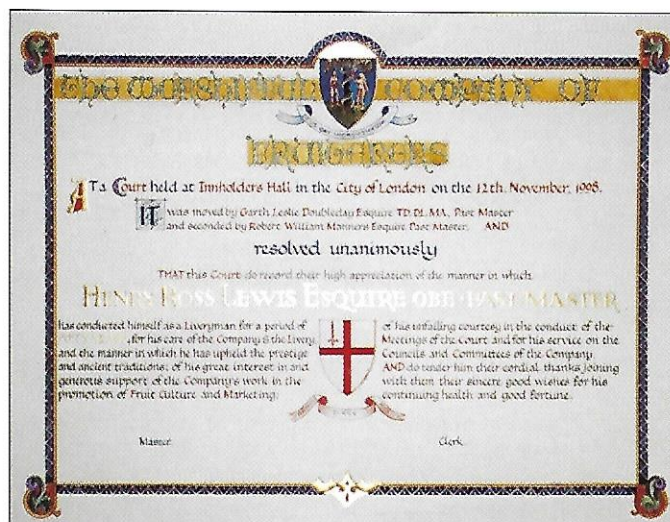 The Worshipful Company of
Fruiterers
AT a Court held at Innholders Hall in the City of London on the 12th. November, 1998.
IT was moved by Garth Leslie Doubleday Esquire TD. DL. MA., Past Master
and seconded by Robert William Manners Esquire Past Master, AND
resolved unanimously
THAT this Court do record their high appreciation of the manner in which
HENRY ROSS LEWIS ESQUIRE OBE · PAST MASTER
has conducted himself as a Liveryman for a period of
, for his care of the Company & the Livery,
and the manner in which he has upheld the prestige
and ancient traditions; of his great interest in and
generous support of the Company's work in the
promotion of Fruit Culture and Marketing;
of his unfailing courtesy in the conduct of the
Meetings of the Court and for his service on the
Councils and Committees of the Company
AND do tender him their cordial thanks joining
with them their sincere good wishes for his
continuing health and good fortune.
Master
Clerk